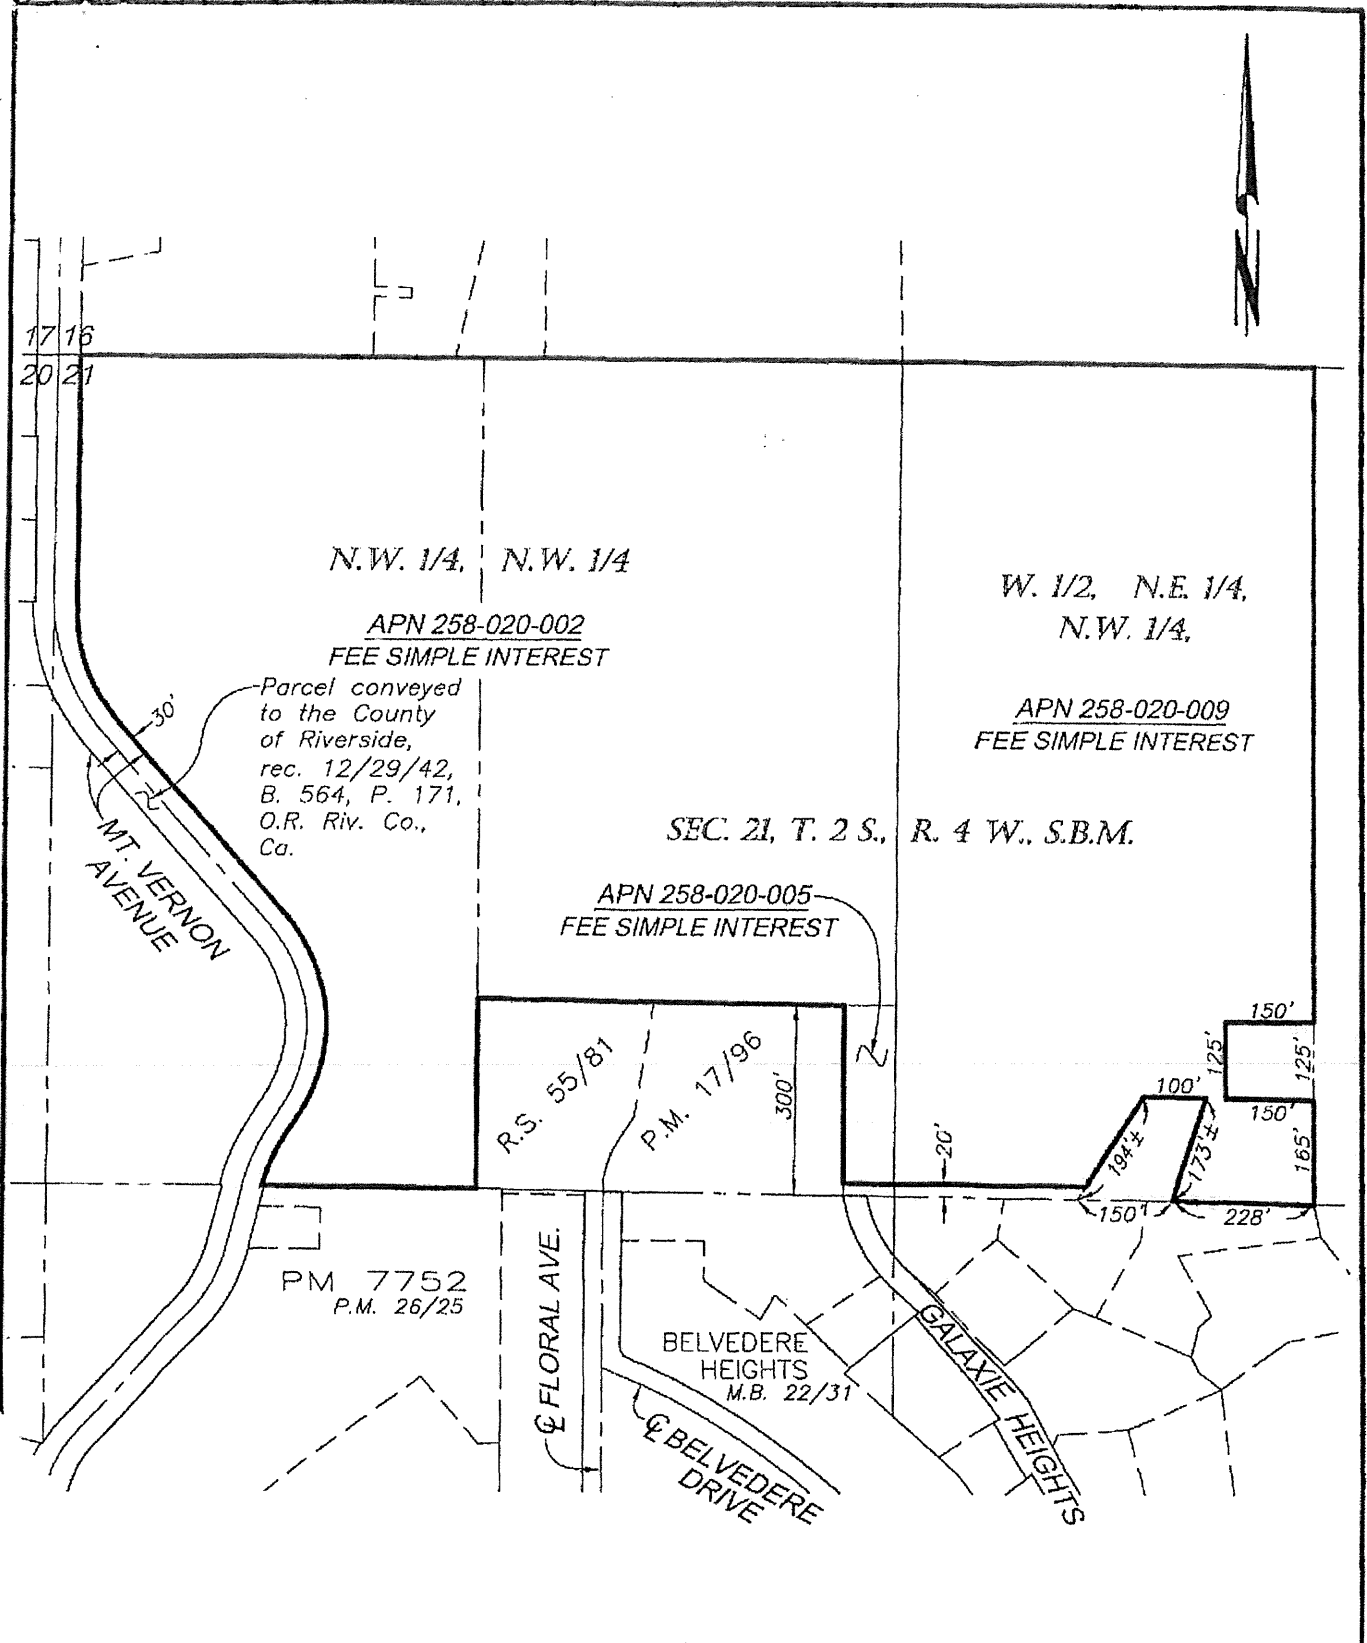 N
17 16
20 21
N.W. 1/4, N.W. 1/4
W. 1/2, N.E. 1/4,
N.W. 1/4,
APN 258-020-002
FEE SIMPLE INTEREST
Parcel conveyed
to the County
of Riverside,
rec. 12/29/42,
B. 564, P. 171,
O.R. Riv. Co.,
Ca.
30'
APN 258-020-009
FEE SIMPLE INTEREST
MT. VERNON
AVENUE
SEC. 21, T. 2 S., R. 4 W., S.B.M.
APN 258-020-005
FEE SIMPLE INTEREST
150'
125'
125'
R.S. 55/81
P.M. 17/96
300'
100'
150'
20'
194'±
173'±
165'
150'
228'
PM 7752
P.M. 26/25
℄ FLORAL AVE.
BELVEDERE
HEIGHTS
M.B. 22/31
GALAXIE HEIGHTS
℄ BELVEDERE
DRIVE